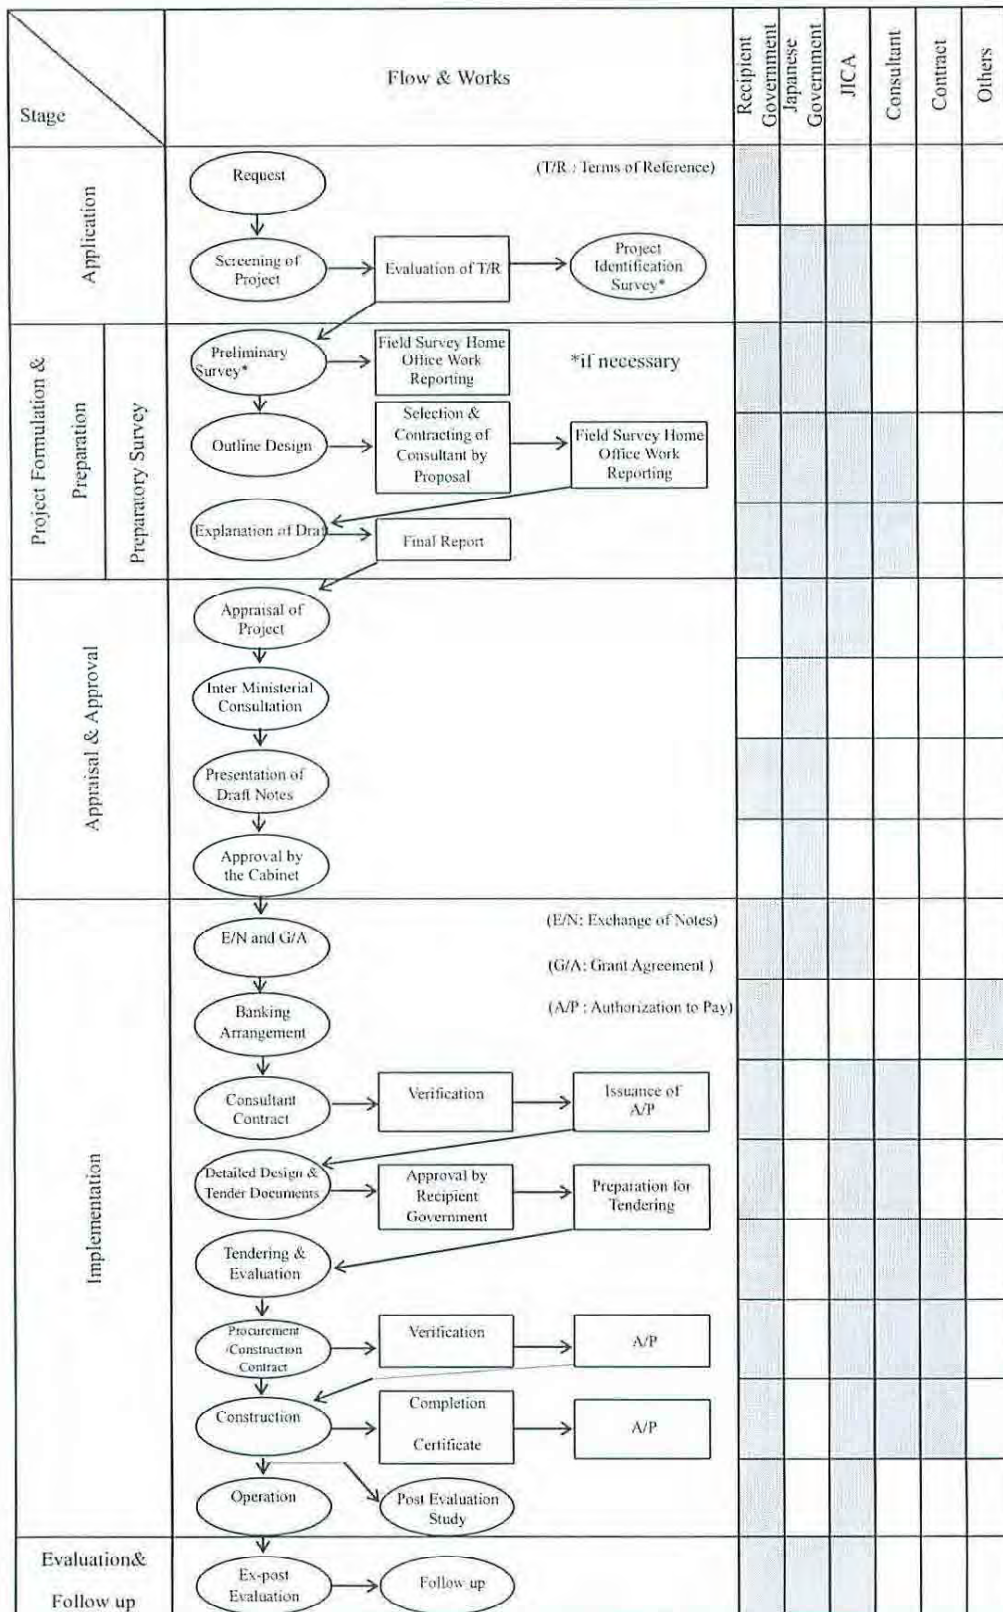 Stage
Flow & Works
Recipient
Government
Japanese
Government
JICA
Consultant
Contract
Others
Application
Request
(T/R : Terms of Reference)
Screening of
Project
Evaluation of T/R
Project
Identification
Survey*
Project Formulation &
Preparation
Preparatory Survey
Preliminary
Survey*
Field Survey Home
Office Work
Reporting
*if necessary
Outline Design
Selection &
Contracting of
Consultant by
Proposal
Field Survey Home
Office Work
Reporting
Explanation of Draft
Final Report
Appraisal & Approval
Appraisal of
Project
Inter Ministerial
Consultation
Presentation of
Draft Notes
Approval by
the Cabinet
Implementation
E/N and G/A
(E/N: Exchange of Notes)
(G/A: Grant Agreement )
(A/P : Authorization to Pay)
Banking
Arrangement
Consultant
Contract
Verification
Issuance of
A/P
Detailed Design &
Tender Documents
Approval by
Recipient
Government
Preparation for
Tendering
Tendering &
Evaluation
Procurement
/Construction
Contract
Verification
A/P
Construction
Completion
Certificate
A/P
Operation
Post Evaluation
Study
Evaluation&
Follow up
Ex-post
Evaluation
Follow up